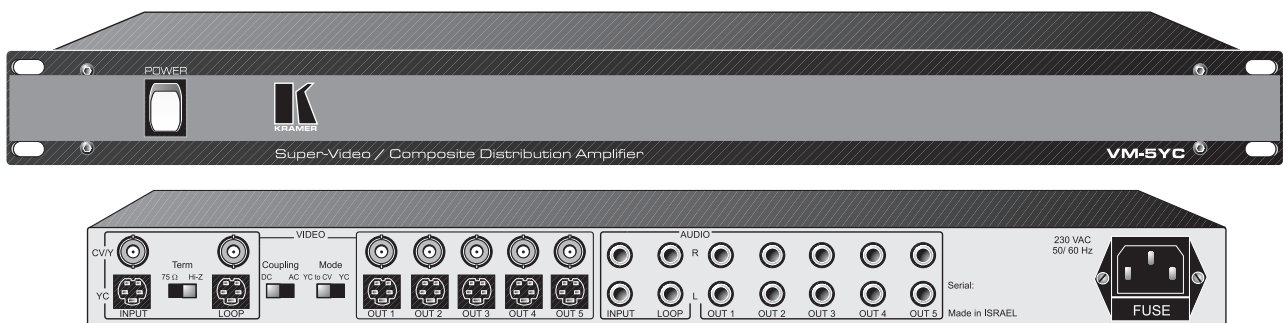 POWER
K
KRAMER
Super-Video / Composite Distribution Amplifier
VM-5YC
VIDEO
AUDIO
CV/Y
Term
75 Ω Hi-Z
Coupling
DC AC
Mode
YC to CV YC
YC
INPUT
LOOP
OUT 1 OUT 2 OUT 3 OUT 4 OUT 5
R
L
INPUT LOOP OUT 1 OUT 2 OUT 3 OUT 4 OUT 5
230 VAC
50/ 60 Hz
Serial:
Made in ISRAEL
FUSE